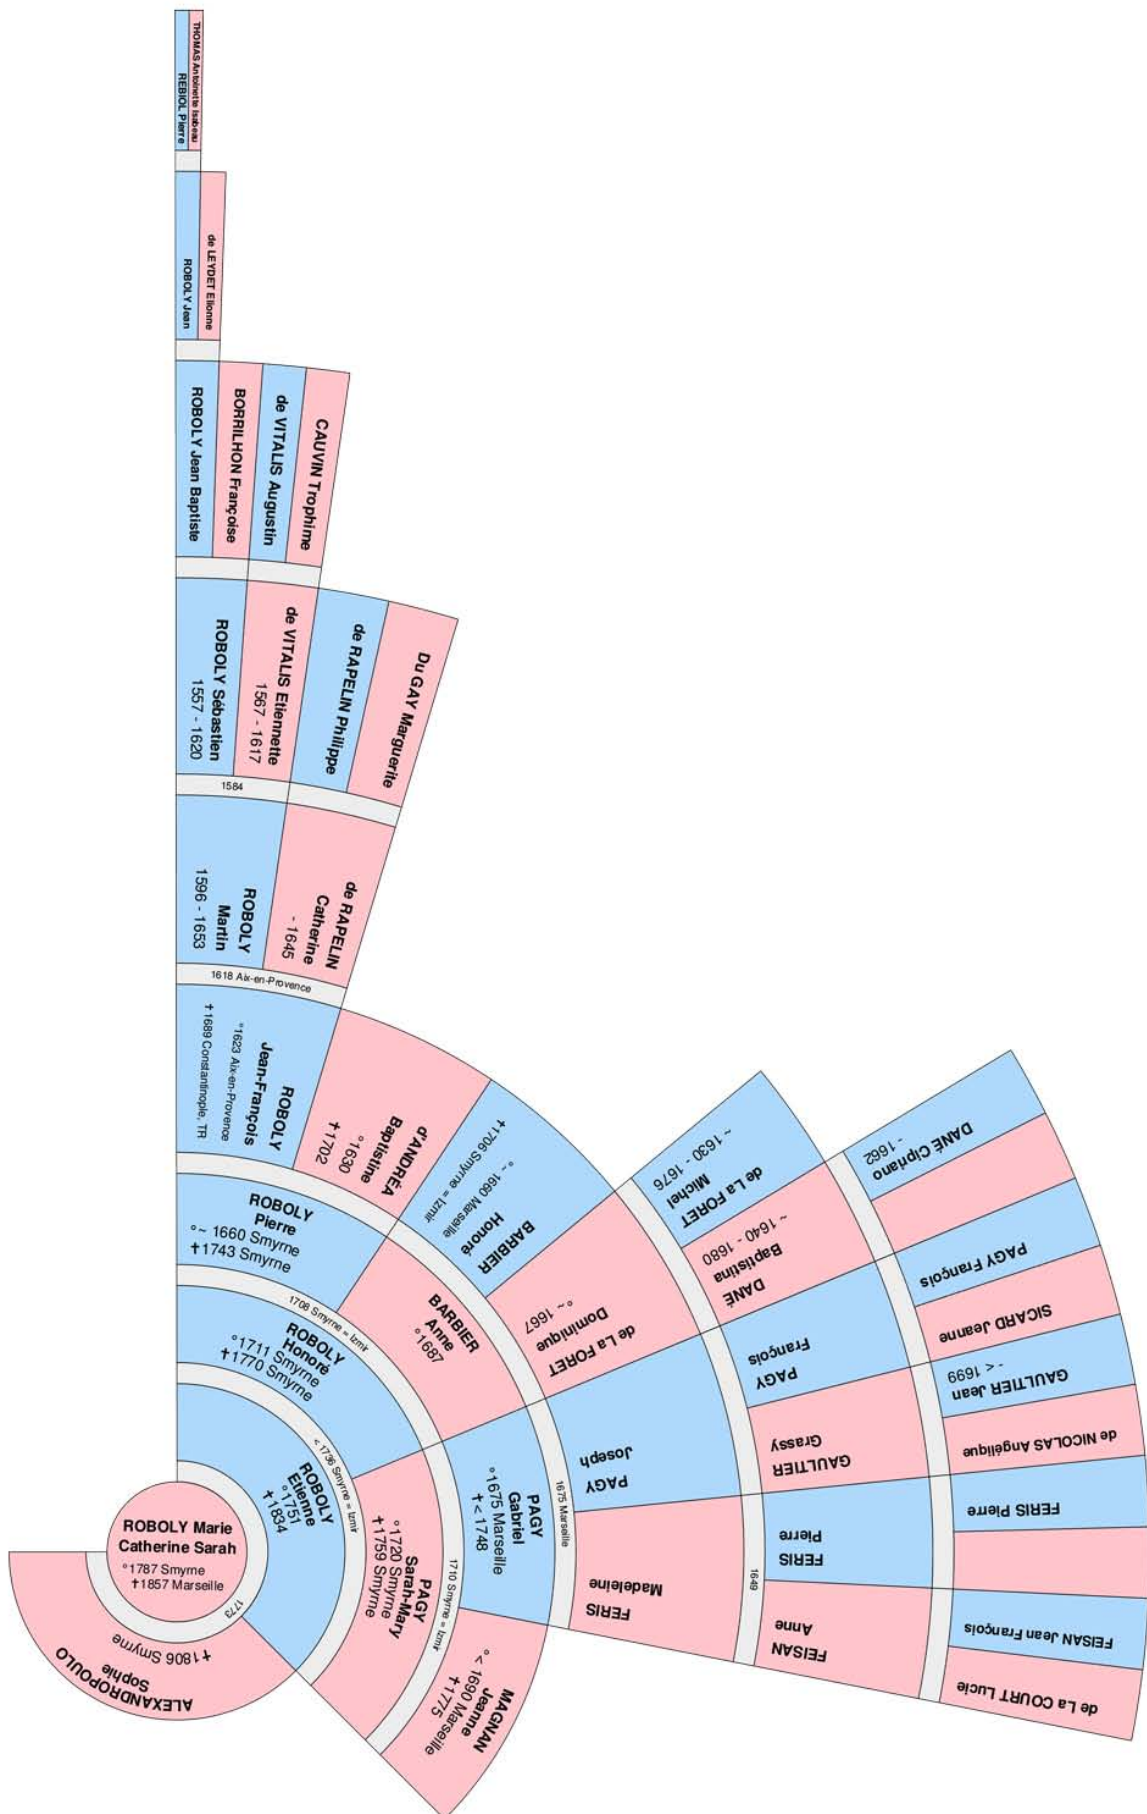 THOMAS Antoinette Isabeau
REBIOL Pierre
de LEYDET Elionne
ROBOLY Jean
ROBOLY Jean Baptiste
BORRILHON Françoise
de VITALIS Augustin
CAUVIN Trophime
ROBOLY Sébastien
1557 - 1620
de VITALIS Etiennette
1567 - 1617
de RAPELIN Philippe
Du GAY Marguerite
1584
ROBOLY
Martin
1596 - 1653
de RAPELIN
Catherine
- 1645
1618 Aix-en-Provence
ROBOLY
Jean-François
°1623 Aix-en-Provence
†1689 Constantinople, TR
d'ANDRÉA
Baptistine
°1630
†1702
BARBIER
Honoré
°~ 1660 Marseille
†1706 Smyrne = Izmir
de La FORET
Dominique
°~ 1667
de La FORET
Michel
~ 1630 - 1676
DANÉ
Baptistina
~ 1640 - 1680
DANÉ Cipriano
- 1662
PAGY François
SICARD Jeanne
GAULTIER Jean
- < 1699
de NICOLAS Angélique
FERIS Pierre
FEISAN Jean François
de La COURT Lucie
PAGY
François
GAULTIER
Grassy
FERIS
Pierre
1649
FEISAN
Anne
PAGY
Joseph
FERIS
Madeleine
1675 Marseille
ROBOLY
Pierre
°~ 1660 Smyrne
†1743 Smyrne
BARBIER
Anne
°1687
1708 Smyrne = Izmir
PAGY
Gabriel
°1675 Marseille
†< 1748
MAGNAN
Jeanne
°< 1690 Marseille
†1775
1710 Smyrne = Izmir
ROBOLY
Honoré
°1711 Smyrne
†1770 Smyrne
PAGY
Sarah-Mary
°1720 Smyrne
†1759 Smyrne
< 1736 Smyrne = Izmir
ROBOLY
Etienne
°1751
†1834
ROBOLY Marie
Catherine Sarah
°1787 Smyrne
†1857 Marseille
1773
ALEXANDROPOULO
Sophie
†1806 Smyrne